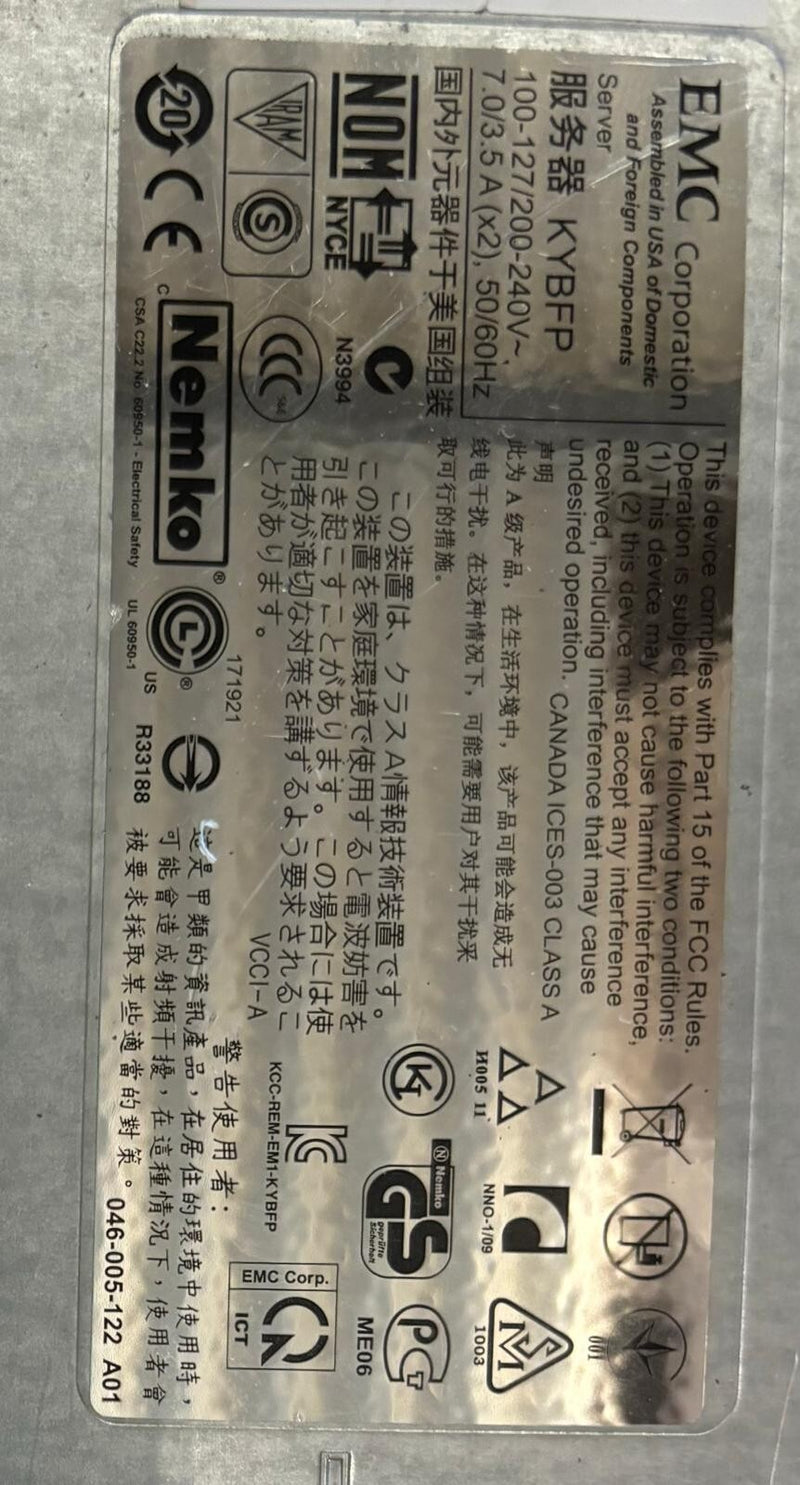 EMC Corporation
Assembled in USA of Domestic
and Foreign Components
Server
服务器 KYBFP
100-127/200-240V~,
7.0/3.5 A (x2), 50/60Hz
国内外元器件于美国组装
This device complies with Part 15 of the FCC Rules.
Operation is subject to the following two conditions:
(1) This device may not cause harmful interference,
and (2) this device must accept any interference
received, including interference that may cause
undesired operation. CANADA ICES-003 CLASS A
声明
此为 A 级产品，在生活环境中，该产品可能会造成无
线电干扰。在这种情况下，可能需要用户对其干扰采
取可行的措施。
この装置は、クラス A情報技術装置です。
この装置を家庭環境で使用すると電波妨害を
引き起こすことがあります。この場合には使
用者が適切な対策を講ずるよう要求されるこ
とがあります。
VCCI-A
NOM
NYCE
N3994
IRAM
S
CCC
S&E
20
CE
C
Nemko
®
CSA C22.2 No. 60950-1 - Electrical Safety
171921
L
®
US
UL 60950-1
R33188
警告使用者：
這是甲類的資訊產品，在居住的環境中使用時，
可能會造成射頻干擾，在這種情況下，使用者會
被要求採取某些適當的對策。
046-005-122 A01
001
И005 11
NNO-1/09
M
1003
K
N Nemko
GS
geprüfte
Sicherheit
PCT
ME06
KCC-REM-EM1-KYBFP
EMC Corp.
ICT